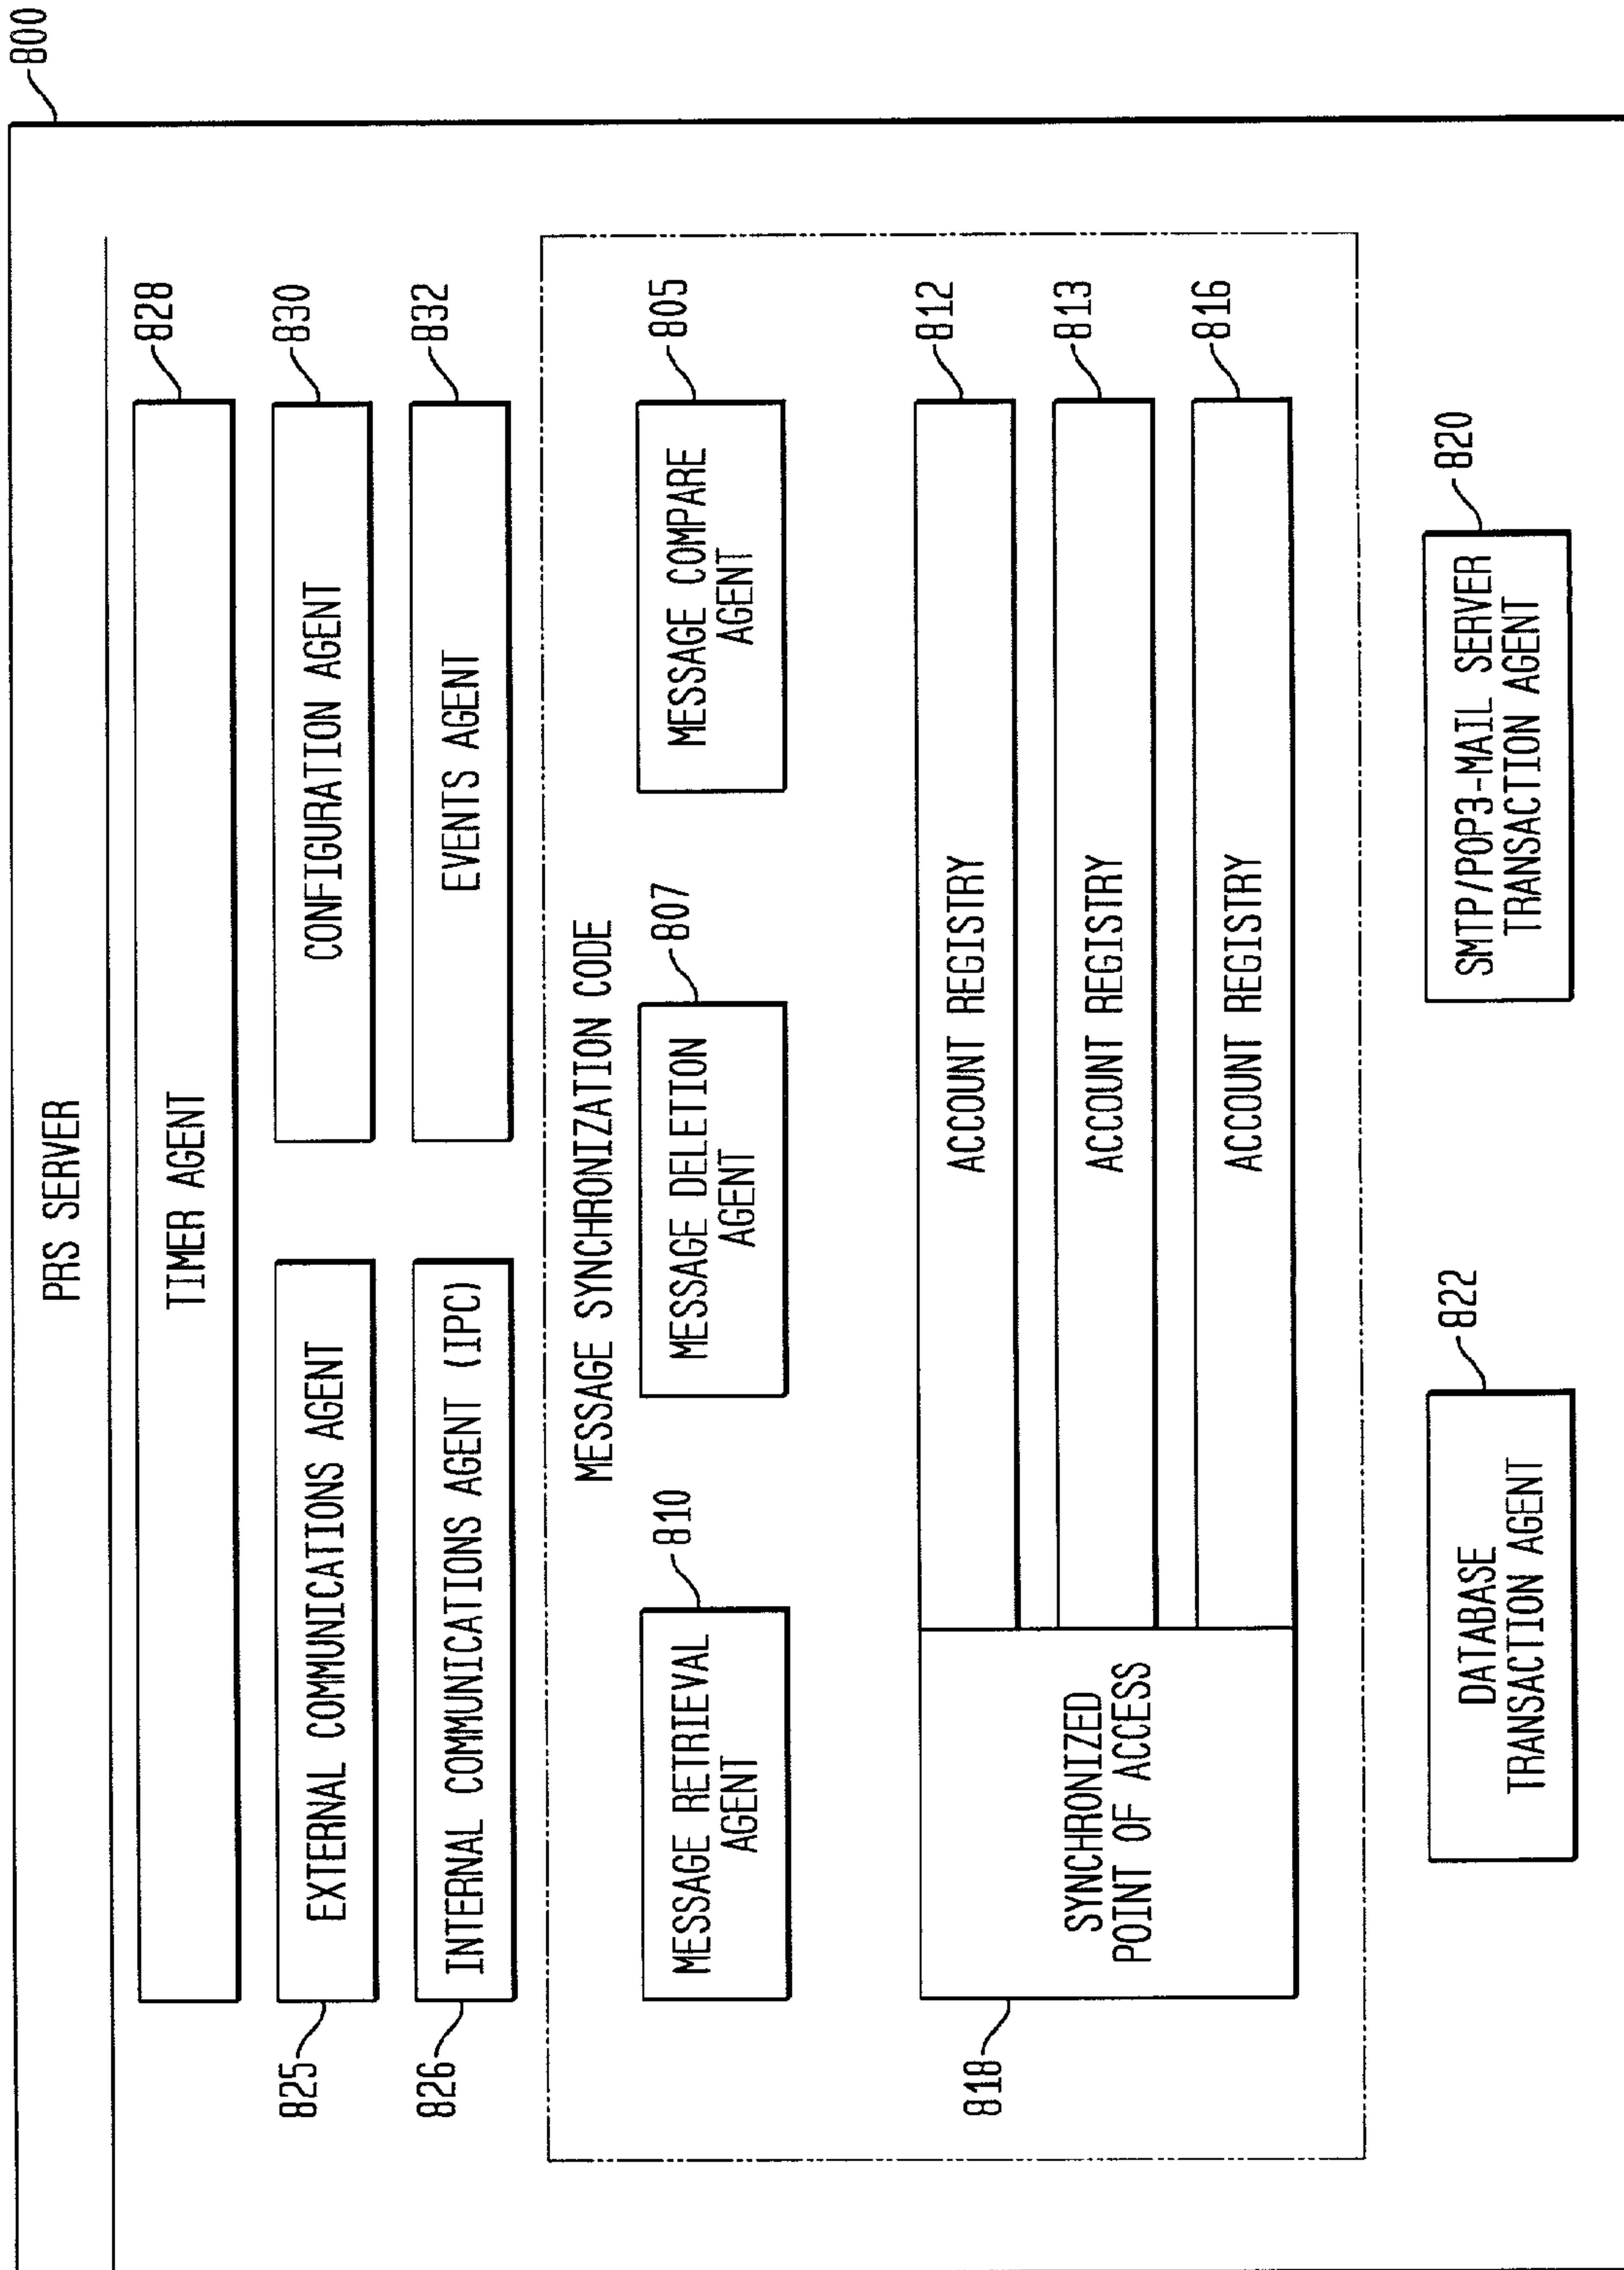 800
PRS SERVER
TIMER AGENT
828
825
EXTERNAL COMMUNICATIONS AGENT
CONFIGURATION AGENT
830
826
INTERNAL COMMUNICATIONS AGENT (IPC)
EVENTS AGENT
832
MESSAGE SYNCHRONIZATION CODE
MESSAGE RETRIEVAL
AGENT
810
MESSAGE DELETION
AGENT
807
MESSAGE COMPARE
AGENT
805
818
SYNCHRONIZED
POINT OF ACCESS
ACCOUNT REGISTRY
812
ACCOUNT REGISTRY
813
ACCOUNT REGISTRY
816
DATABASE
TRANSACTION AGENT
822
SMTP/POP3-MAIL SERVER
TRANSACTION AGENT
820